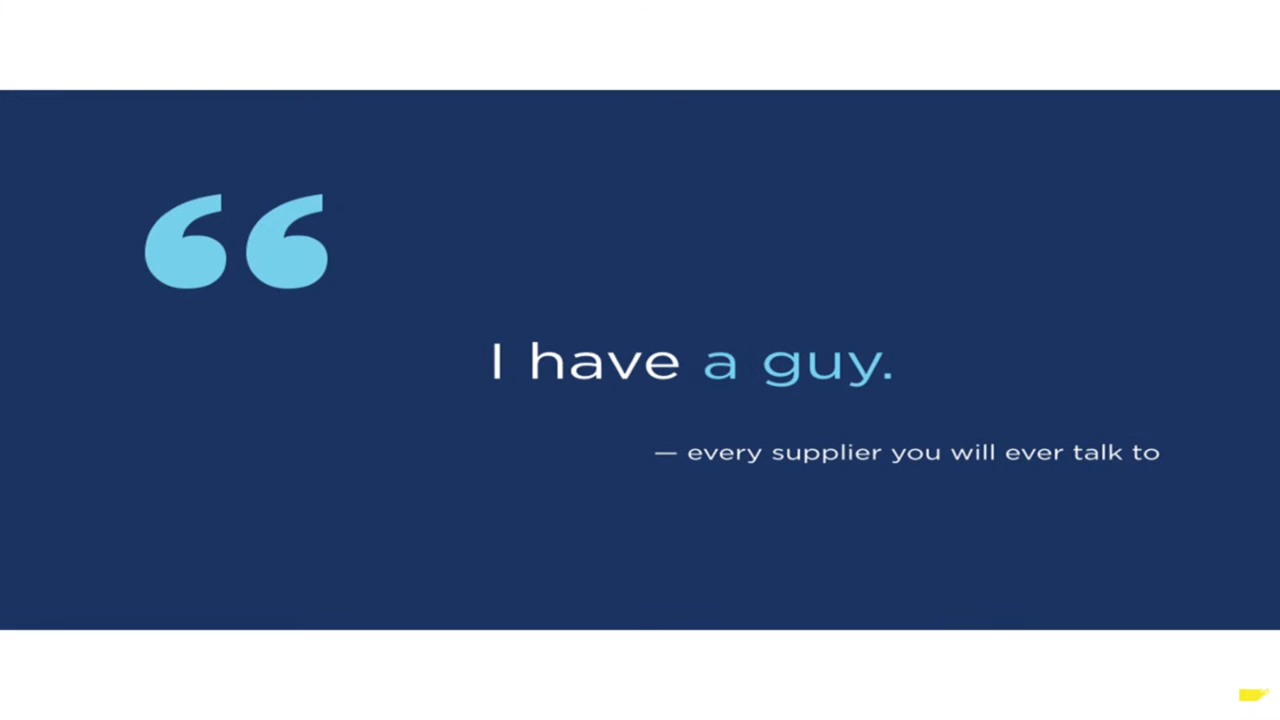 “
I have a guy.
— every supplier you will ever talk to